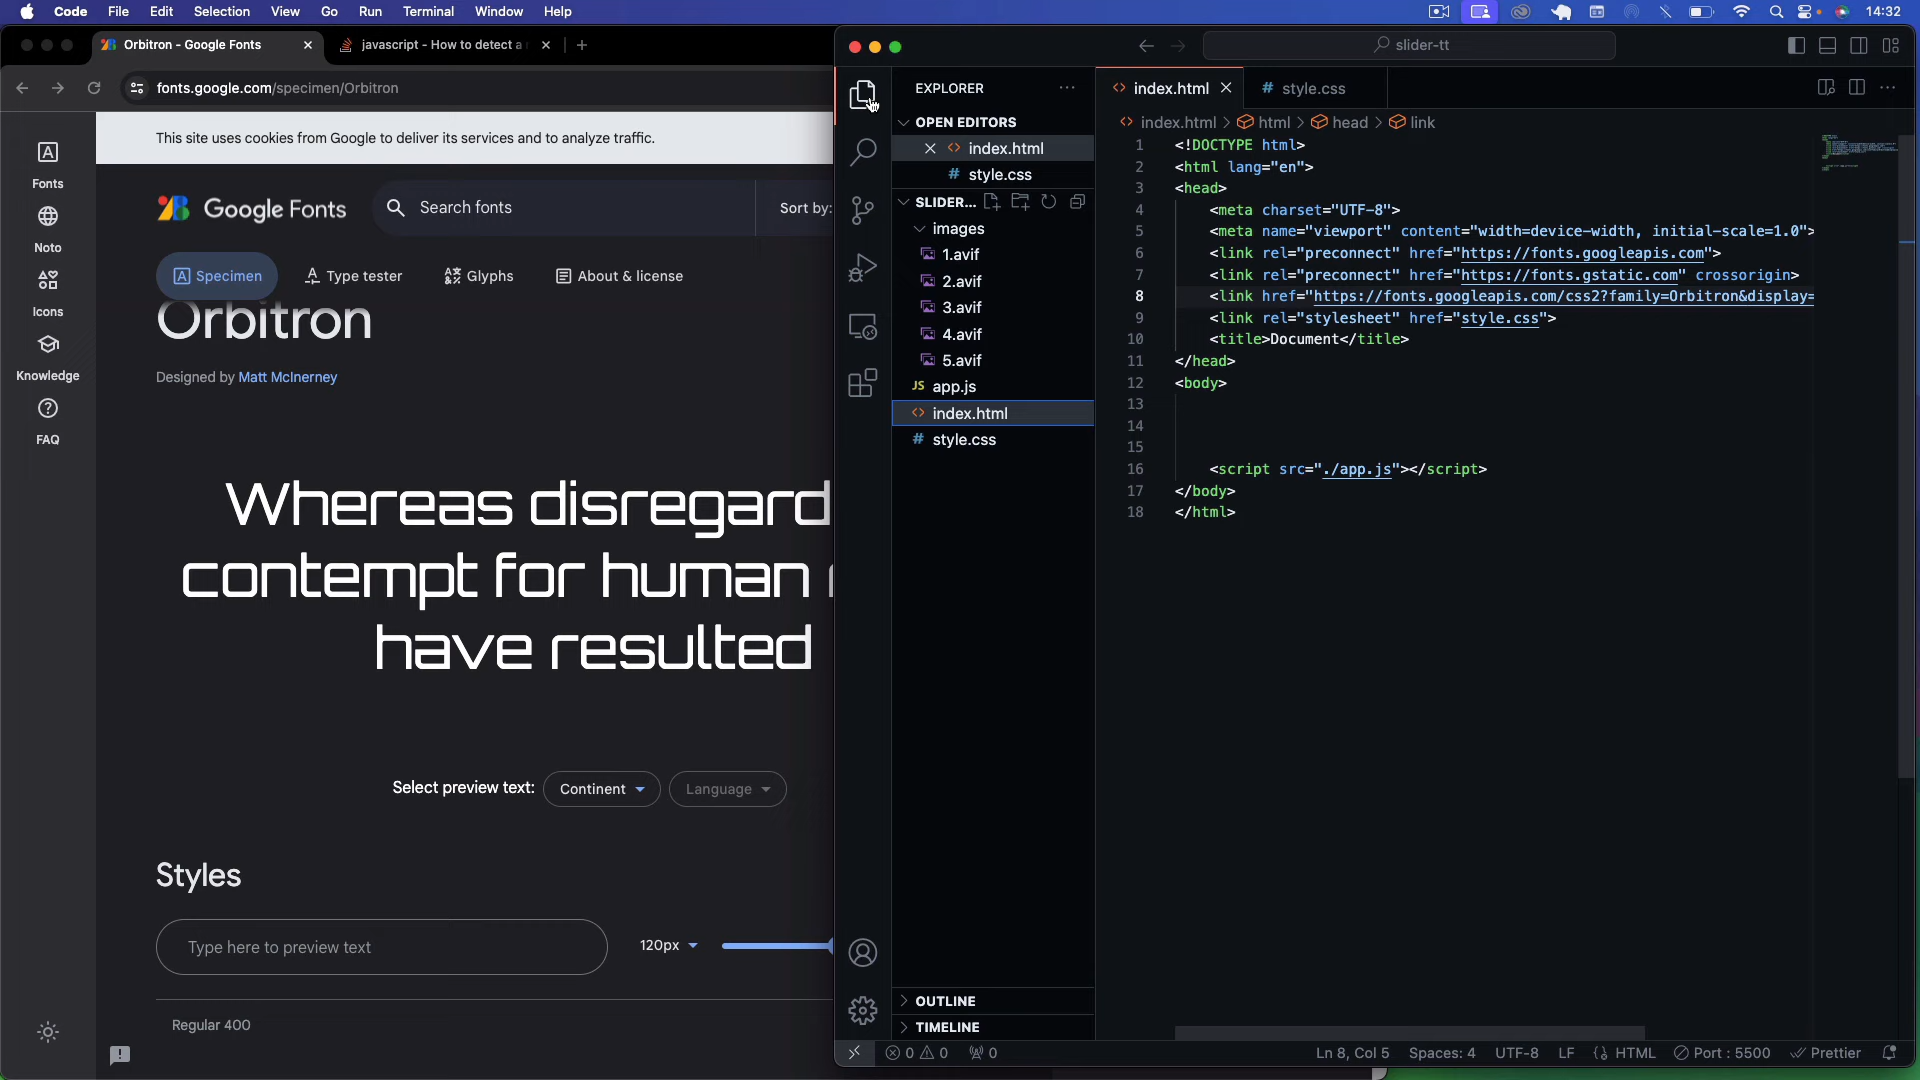 Code File Edit Selection View Go Run Terminal Window Help 14:32
Orbitron - Google Fonts
javascript - How to detect a
fonts.google.com/specimen/Orbitron
This site uses cookies from Google to deliver its services and to analyze traffic.
Fonts
Noto
Icons
Knowledge
FAQ
Google Fonts
Search fonts
Sort by:
Specimen
Type tester
Glyphs
About & license
Orbitron
Designed by Matt McInerney
Whereas disregard
contempt for human
have resulted
Select preview text: Continent Language
Styles
Type here to preview text
120px
Regular 400
slider-tt
EXPLORER
OPEN EDITORS
index.html
style.css
SLIDER...
images
1.avif
2.avif
3.avif
4.avif
5.avif
JS app.js
index.html
# style.css
OUTLINE
TIMELINE
index.html
# style.css
index.html > html > head > link
1 <!DOCTYPE html>
2 <html lang="en">
3 <head>
4 <meta charset="UTF-8">
5 <meta name="viewport" content="width=device-width, initial-scale=1.0">
6 <link rel="preconnect" href="https://fonts.googleapis.com">
7 <link rel="preconnect" href="https://fonts.gstatic.com" crossorigin>
8 <link href="https://fonts.googleapis.com/css2?family=Orbitron&display=
9 <link rel="stylesheet" href="style.css">
10 <title>Document</title>
11 </head>
12 <body>
13
14
15
16 <script src="./app.js"></script>
17 </body>
18 </html>
0 0 0 Ln 8, Col 5 Spaces: 4 UTF-8 LF {} HTML Port : 5500 Prettier